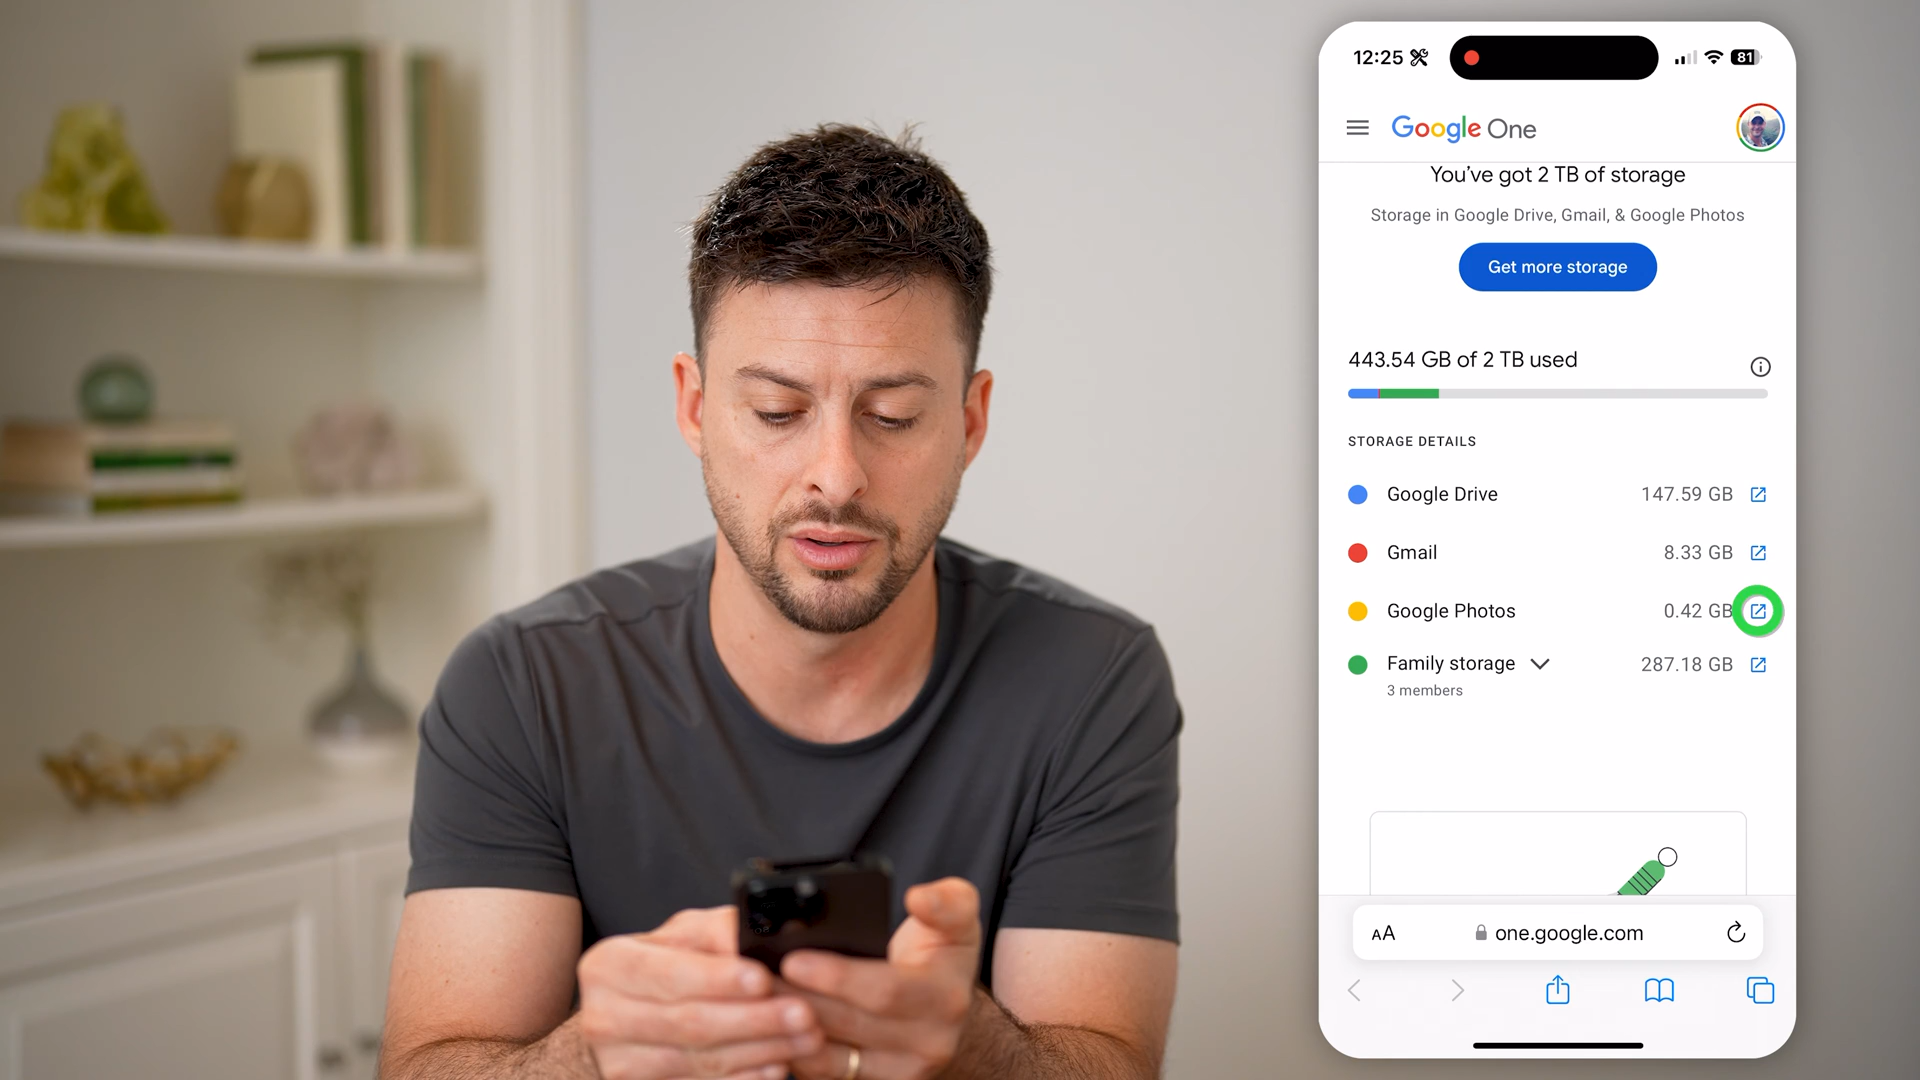 12:25
81
Google One
You've got 2 TB of storage
Storage in Google Drive, Gmail, & Google Photos
Get more storage
443.54 GB of 2 TB used
STORAGE DETAILS
Google Drive 147.59 GB
Gmail 8.33 GB
Google Photos 0.42 GB
Family storage 287.18 GB
3 members
AA one.google.com